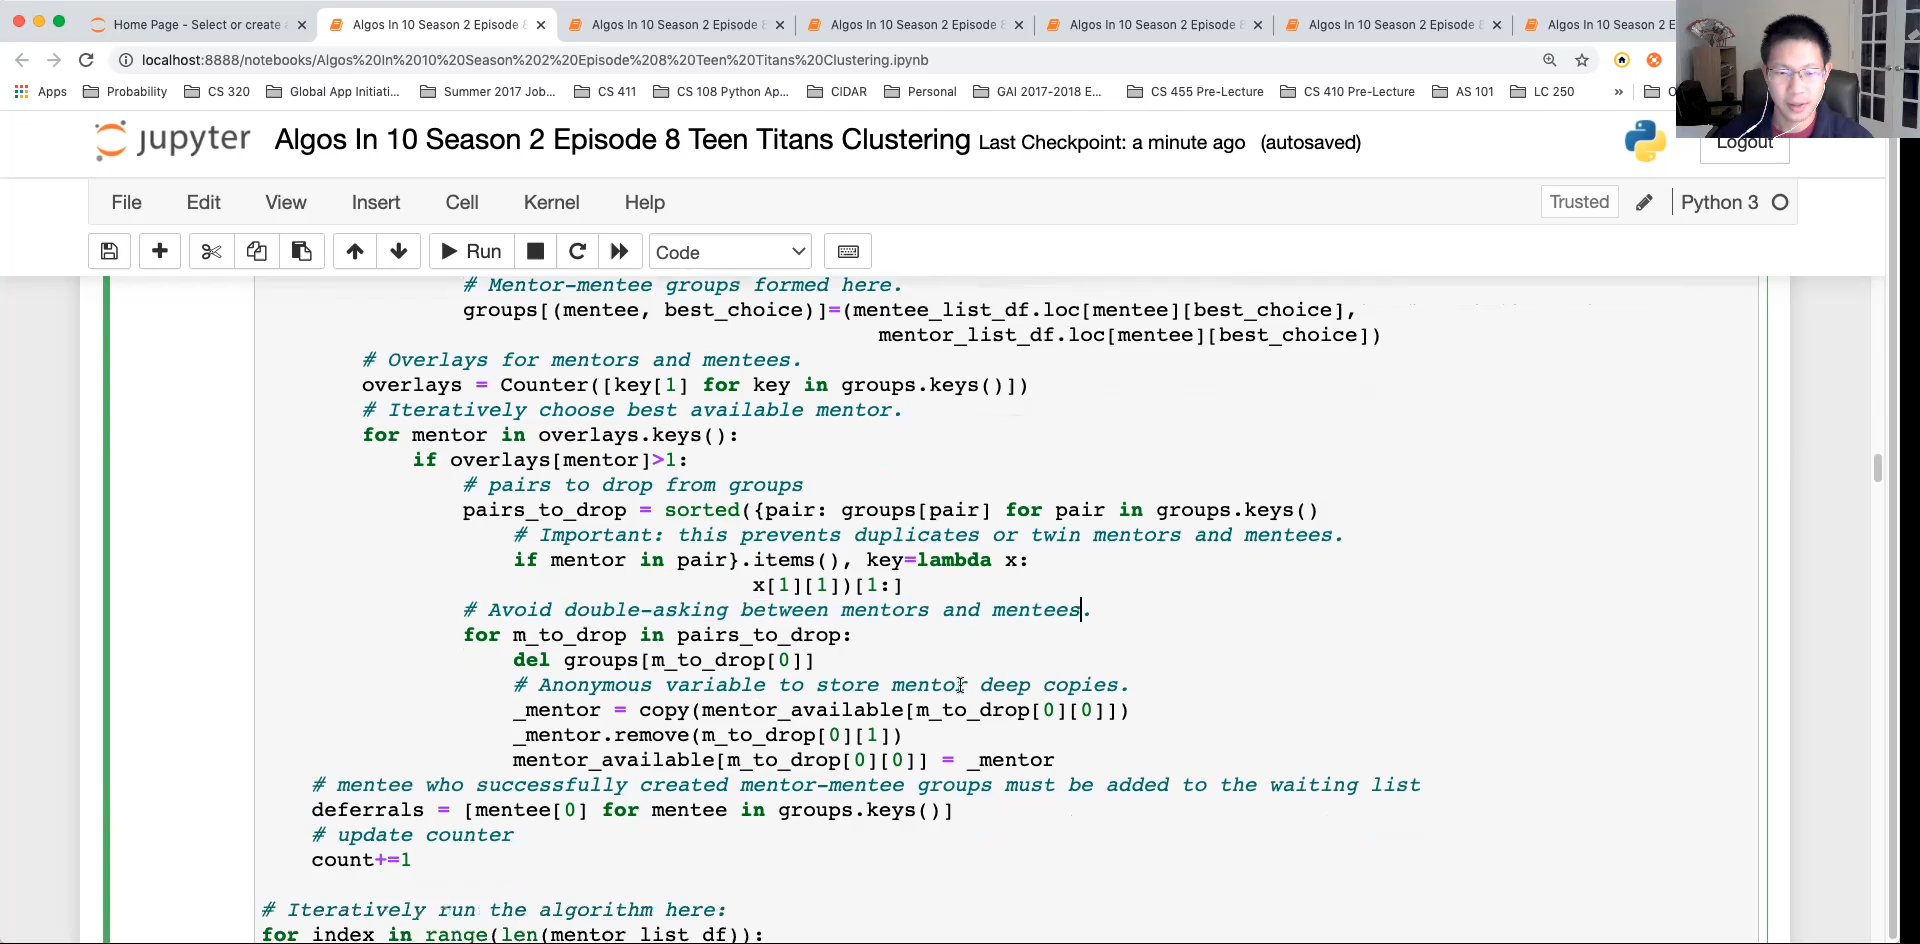 Home Page - Select or create a
Algos In 10 Season 2 Episode 8
Algos In 10 Season 2 Episode 8
Algos In 10 Season 2 Episode 8
Algos In 10 Season 2 Episode 8
Algos In 10 Season 2 Episode 8
Algos In 10 Season 2 E
localhost:8888/notebooks/Algos%20In%2010%20Season%202%20Episode%208%20Teen%20Titans%20Clustering.ipynb
Apps Probability CS 320 Global App Initiati... Summer 2017 Job... CS 411 CS 108 Python Ap... CIDAR Personal GAI 2017-2018 E... CS 455 Pre-Lecture CS 410 Pre-Lecture AS 101 LC 250 » O
jupyter Algos In 10 Season 2 Episode 8 Teen Titans Clustering Last Checkpoint: a minute ago (autosaved)
Logout
File Edit View Insert Cell Kernel Help Trusted Python 3
Run Code
# Mentor-mentee groups formed here.
groups[(mentee, best_choice)]=(mentee_list_df.loc[mentee][best_choice],
mentor_list_df.loc[mentee][best_choice])
# Overlays for mentors and mentees.
overlays = Counter([key[1] for key in groups.keys()])
# Iteratively choose best available mentor.
for mentor in overlays.keys():
if overlays[mentor]>1:
# pairs to drop from groups
pairs_to_drop = sorted({pair: groups[pair] for pair in groups.keys()
# Important: this prevents duplicates or twin mentors and mentees.
if mentor in pair}.items(), key=lambda x:
x[1][1])[1:]
# Avoid double-asking between mentors and mentees.
for m_to_drop in pairs_to_drop:
del groups[m_to_drop[0]]
# Anonymous variable to store mentor deep copies.
_mentor = copy(mentor_available[m_to_drop[0][0]])
_mentor.remove(m_to_drop[0][1])
mentor_available[m_to_drop[0][0]] = _mentor
# mentee who successfully created mentor-mentee groups must be added to the waiting list
deferrals = [mentee[0] for mentee in groups.keys()]
# update counter
count+=1
# Iteratively run the algorithm here:
for index in range(len(mentor_list_df)):